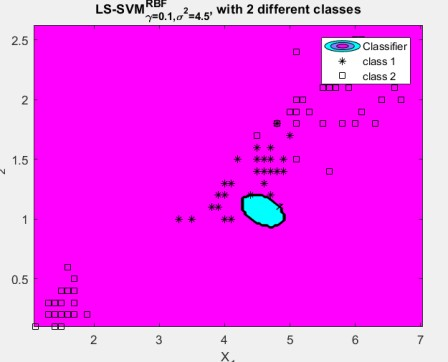 LS-SVM^RBF_γ=0.1,σ²=4.5, with 2 different classes
Classifier
class 1
class 2
2.5
2
1.5
1
0.5
2
3
4
5
6
7
X